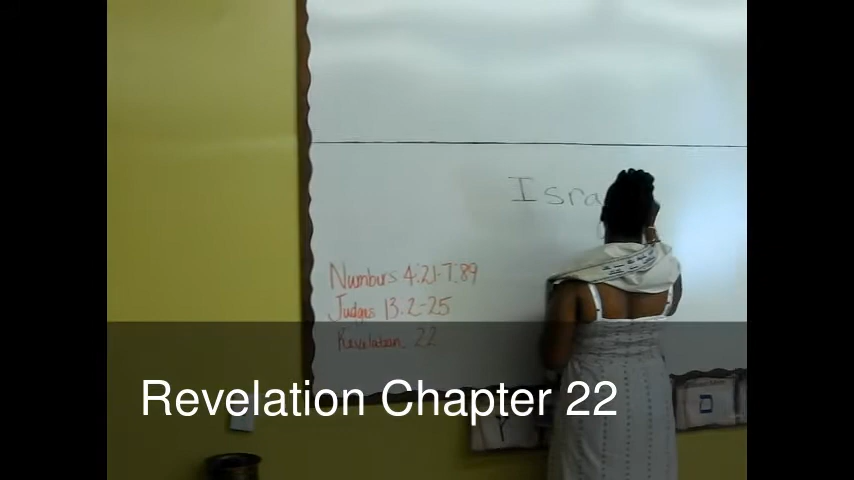 Isra
Numbers 4:21-7:89
Judges 13:2-25
Revelation 22
Revelation Chapter 22